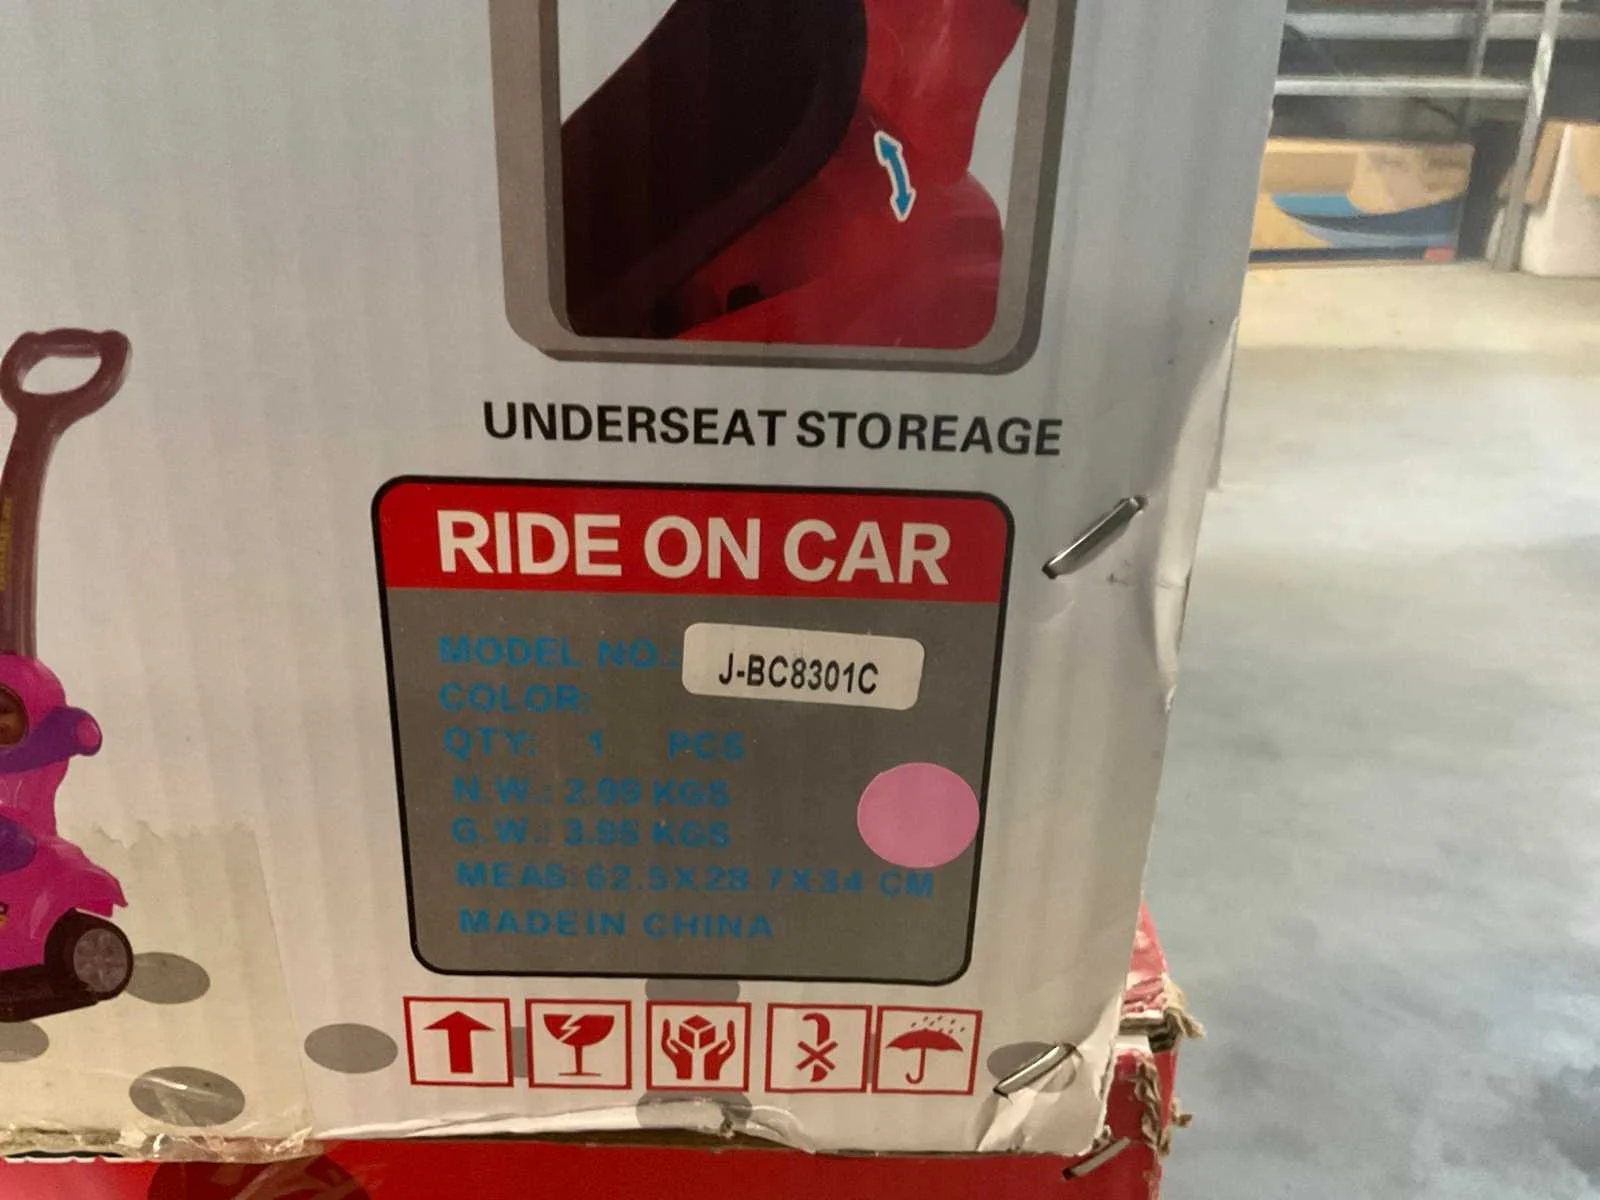 UNDERSEAT STOREAGE
RIDE ON CAR
MODEL NO.: J-BC8301C
COLOR:
QTY: 1 PCS
N.W.: 2.99 KGS
G.W.: 3.95 KGS
MEAS: 62.5X28.7X34 CM
MADE IN CHINA